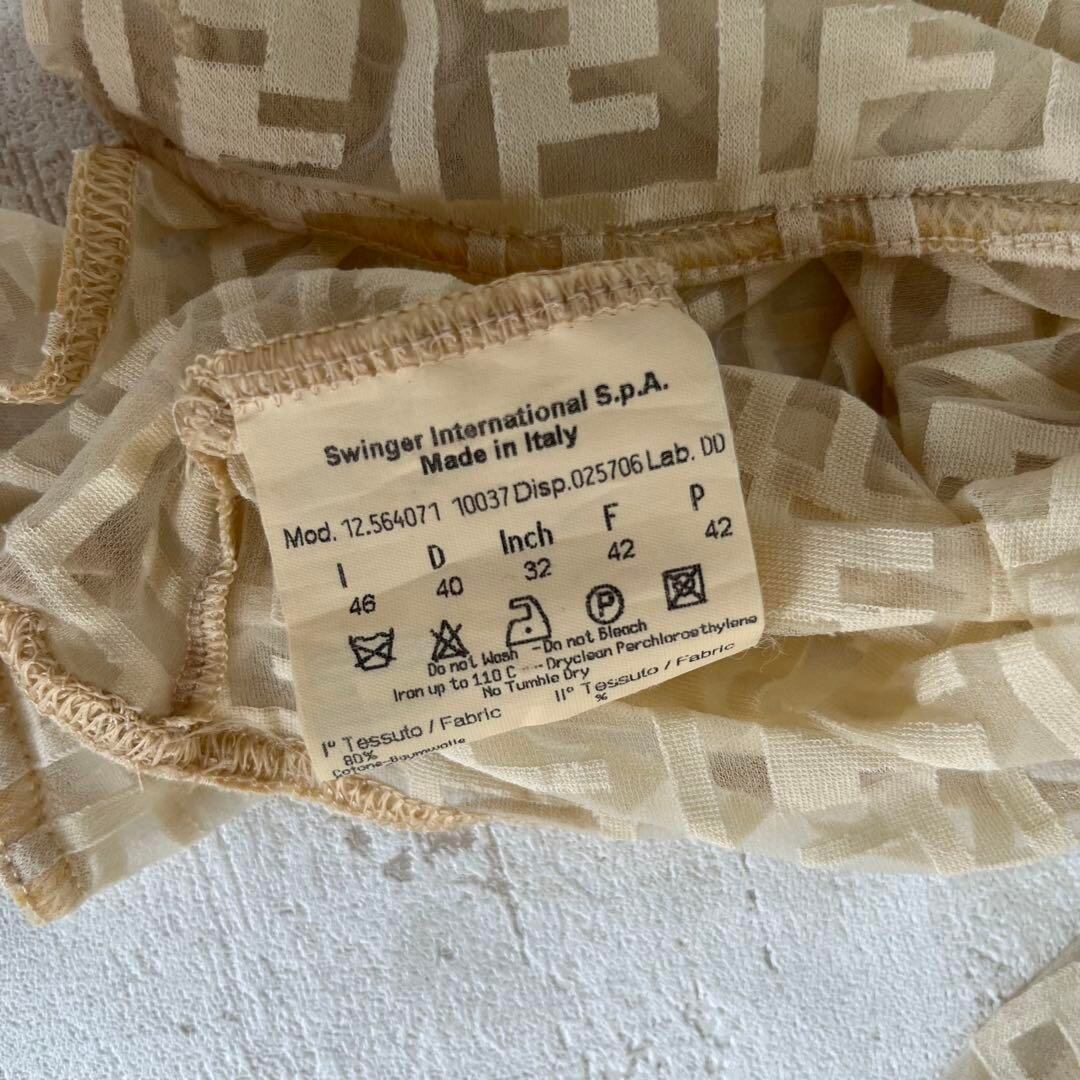 Swinger International S.p.A.
Made in Italy
Mod. 12.564071 10037 Disp.025706 Lab. DD
I D Inch F P
46 40 32 42 42
P
Do not Wash - Do not Bleach
Iron up to 110 C - Dryclean Perchloroethylene
No Tumble Dry
I° Tessuto / Fabric II° Tessuto / Fabric
80% %
Cotone-Baumwolle